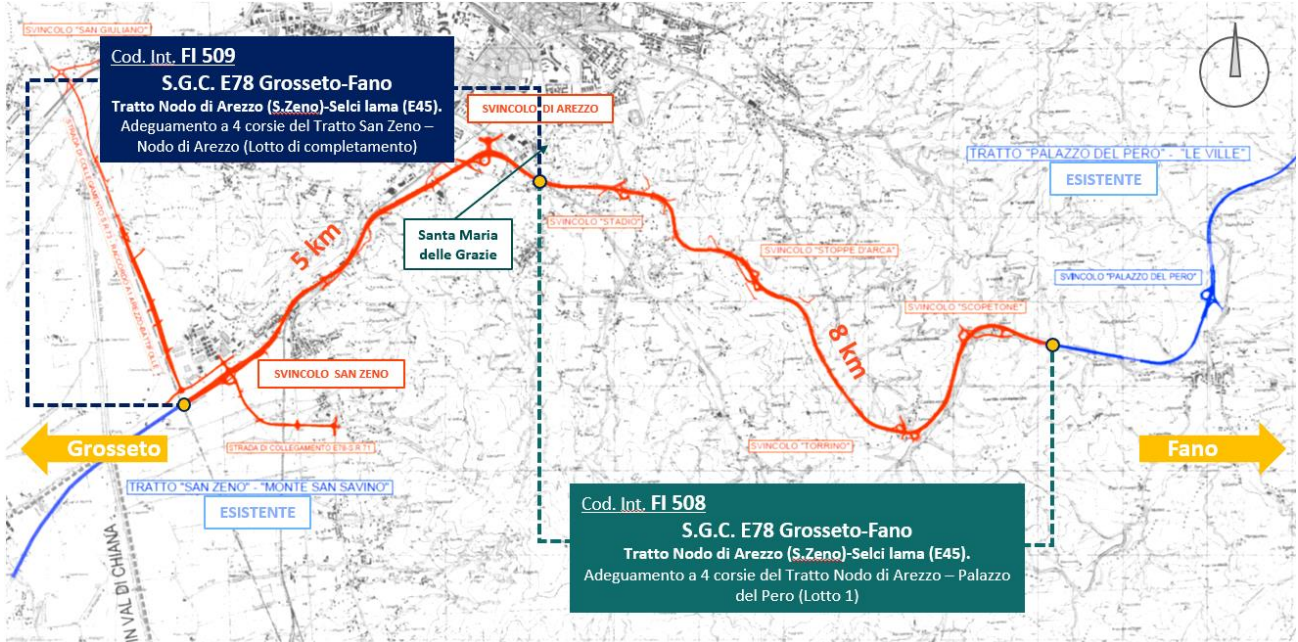 SVINCOLO "SAN GIULIANO"
Cod. Int. FI 509
S.G.C. E78 Grosseto-Fano
Tratto Nodo di Arezzo (S.Zeno)-Selci lama (E45).
Adeguamento a 4 corsie del Tratto San Zeno –
Nodo di Arezzo (Lotto di completamento)
SVINCOLO DI AREZZO
TRATTO "PALAZZO DEL PERO" - "LE VILLE"
ESISTENTE
Santa Maria
delle Grazie
SVINCOLO "STADIO"
5 km
SVINCOLO "STOPPE D'ARCA"
SVINCOLO "PALAZZO DEL PERO"
SVINCOLO "SCOPETONE"
8 km
SVINCOLO SAN ZENO
Grosseto
STRADA DI COLLEGAMENTO E78-S.R.71
SVINCOLO "TORRINO"
Fano
TRATTO "SAN ZENO" - "MONTE SAN SAVINO"
ESISTENTE
IN VAL DI CHIANA
Cod. Int. FI 508
S.G.C. E78 Grosseto-Fano
Tratto Nodo di Arezzo (S.Zeno)-Selci lama (E45).
Adeguamento a 4 corsie del Tratto Nodo di Arezzo – Palazzo
del Pero (Lotto 1)